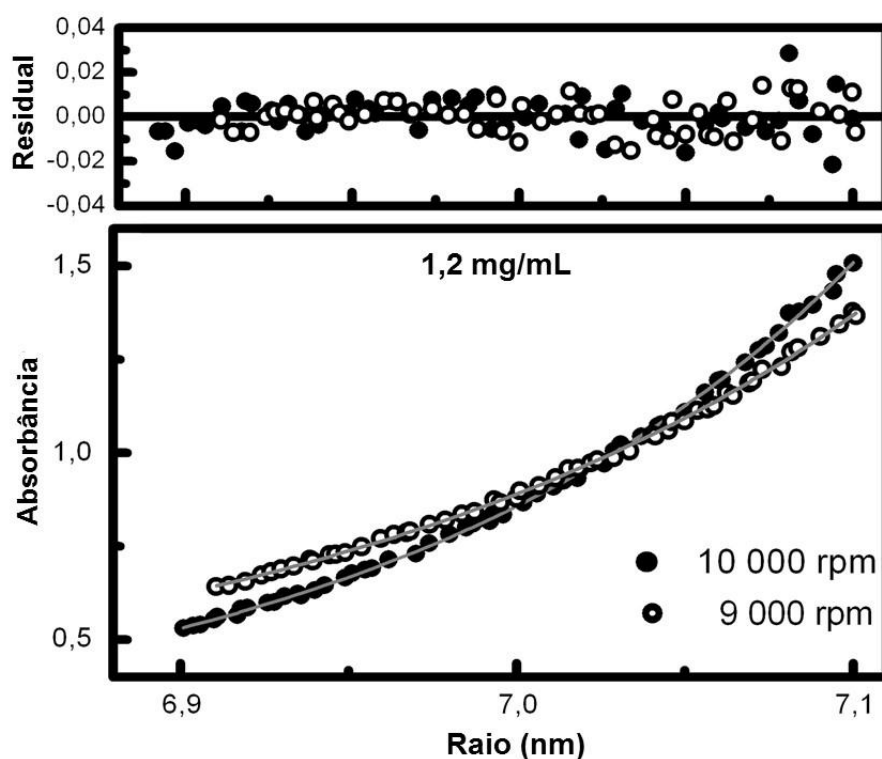 0,04
0,02
0,00
-0,02
-0,04
Residual
1,2 mg/mL
1,5
1,0
0,5
Absorbância
10 000 rpm
9 000 rpm
6,9
7,0
7,1
Raio (nm)